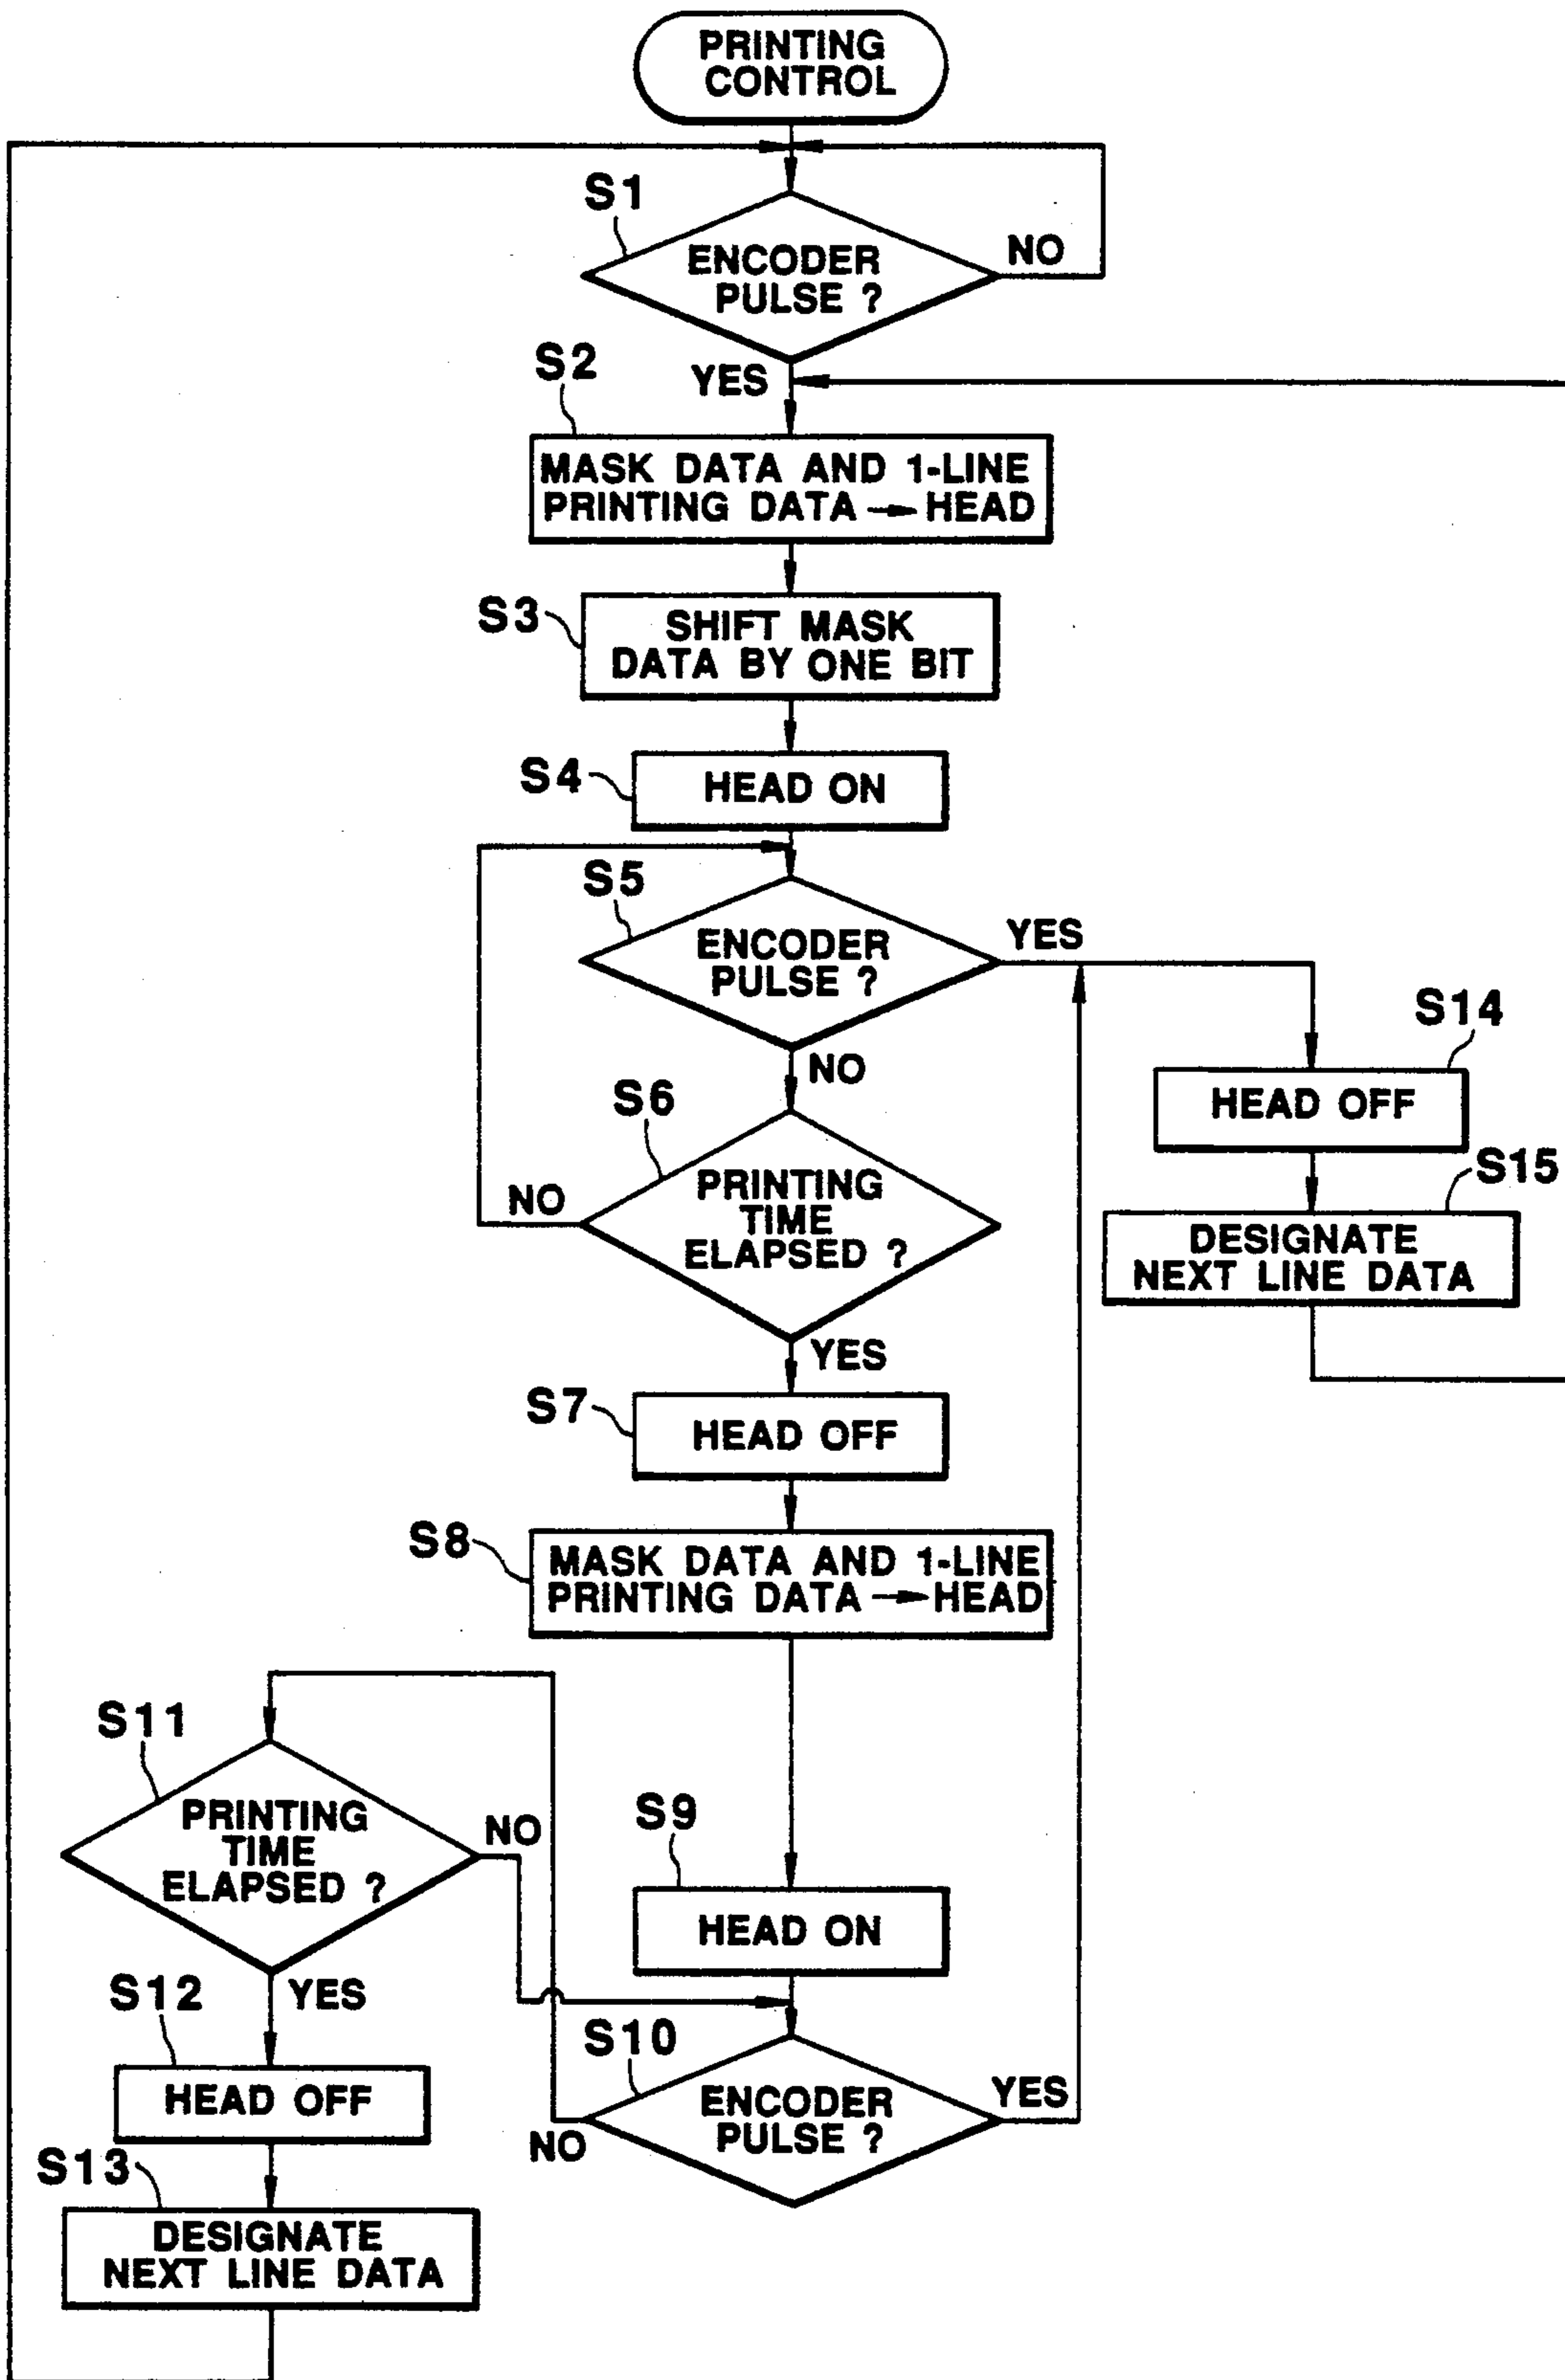 PRINTING
CONTROL
S1
ENCODER
PULSE ?
NO
YES
S2
MASK DATA AND 1-LINE
PRINTING DATA → HEAD
S3
SHIFT MASK
DATA BY ONE BIT
S4
HEAD ON
S5
ENCODER
PULSE ?
YES
NO
S6
PRINTING
TIME
ELAPSED ?
NO
YES
S14
HEAD OFF
S15
DESIGNATE
NEXT LINE DATA
S7
HEAD OFF
S8
MASK DATA AND 1-LINE
PRINTING DATA → HEAD
S9
HEAD ON
S10
ENCODER
PULSE ?
YES
NO
S11
PRINTING
TIME
ELAPSED ?
NO
YES
S12
HEAD OFF
S13
DESIGNATE
NEXT LINE DATA